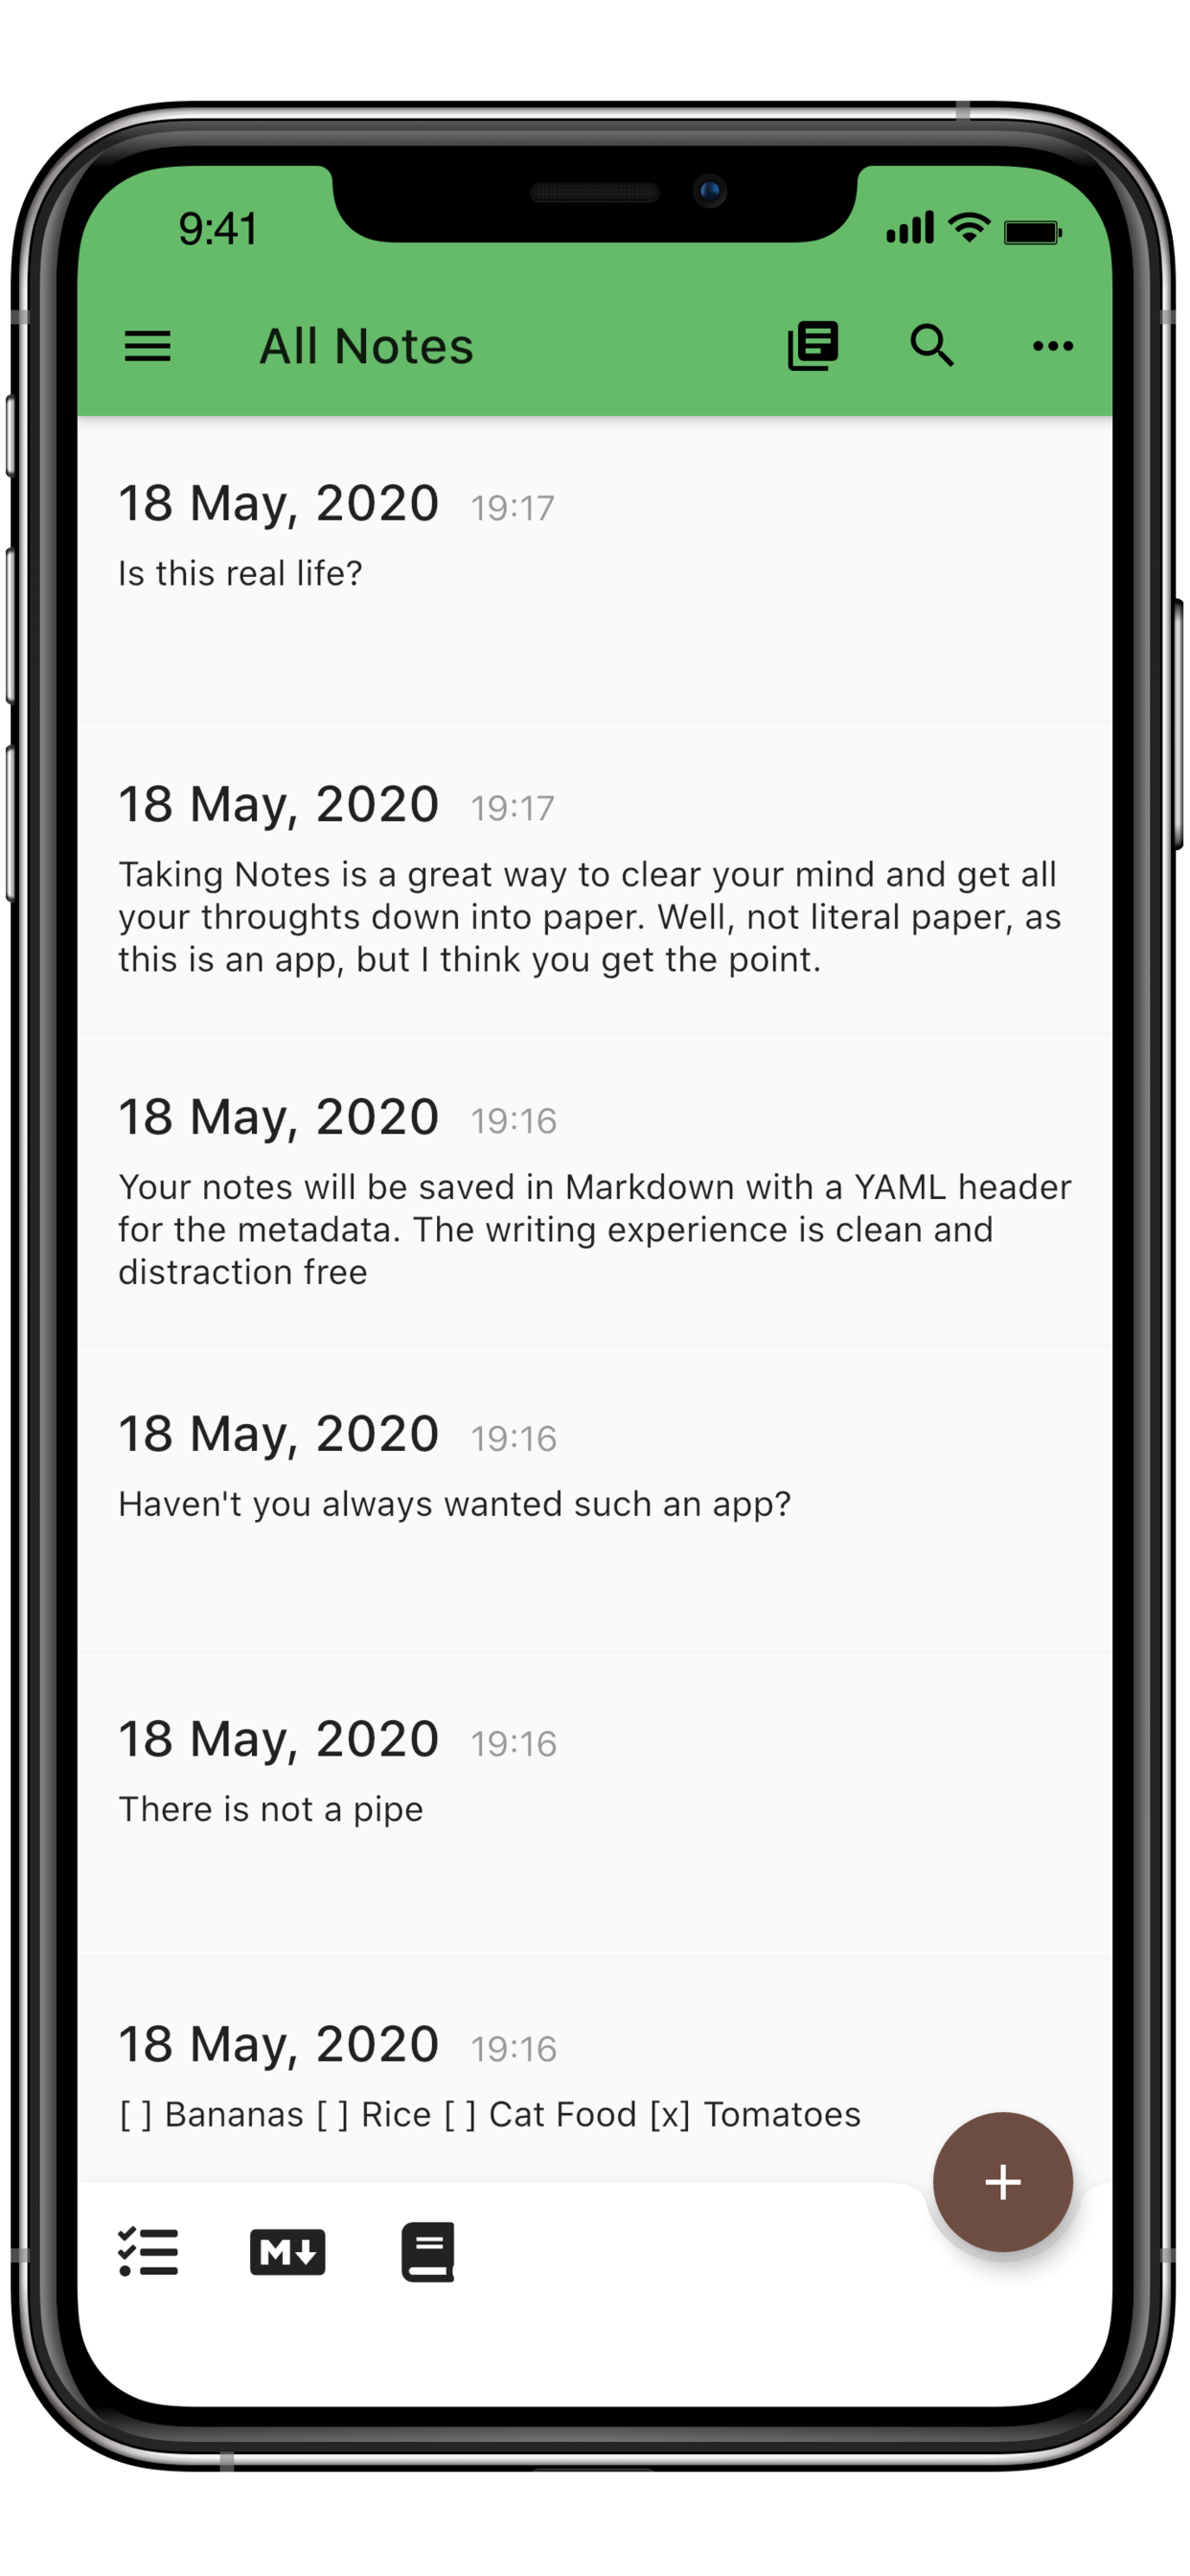 9:41
All Notes
18 May, 2020 19:17
Is this real life?
18 May, 2020 19:17
Taking Notes is a great way to clear your mind and get all
your throughts down into paper. Well, not literal paper, as
this is an app, but I think you get the point.
18 May, 2020 19:16
Your notes will be saved in Markdown with a YAML header
for the metadata. The writing experience is clean and
distraction free
18 May, 2020 19:16
Haven't you always wanted such an app?
18 May, 2020 19:16
There is not a pipe
18 May, 2020 19:16
[ ] Bananas [ ] Rice [ ] Cat Food [x] Tomatoes
M